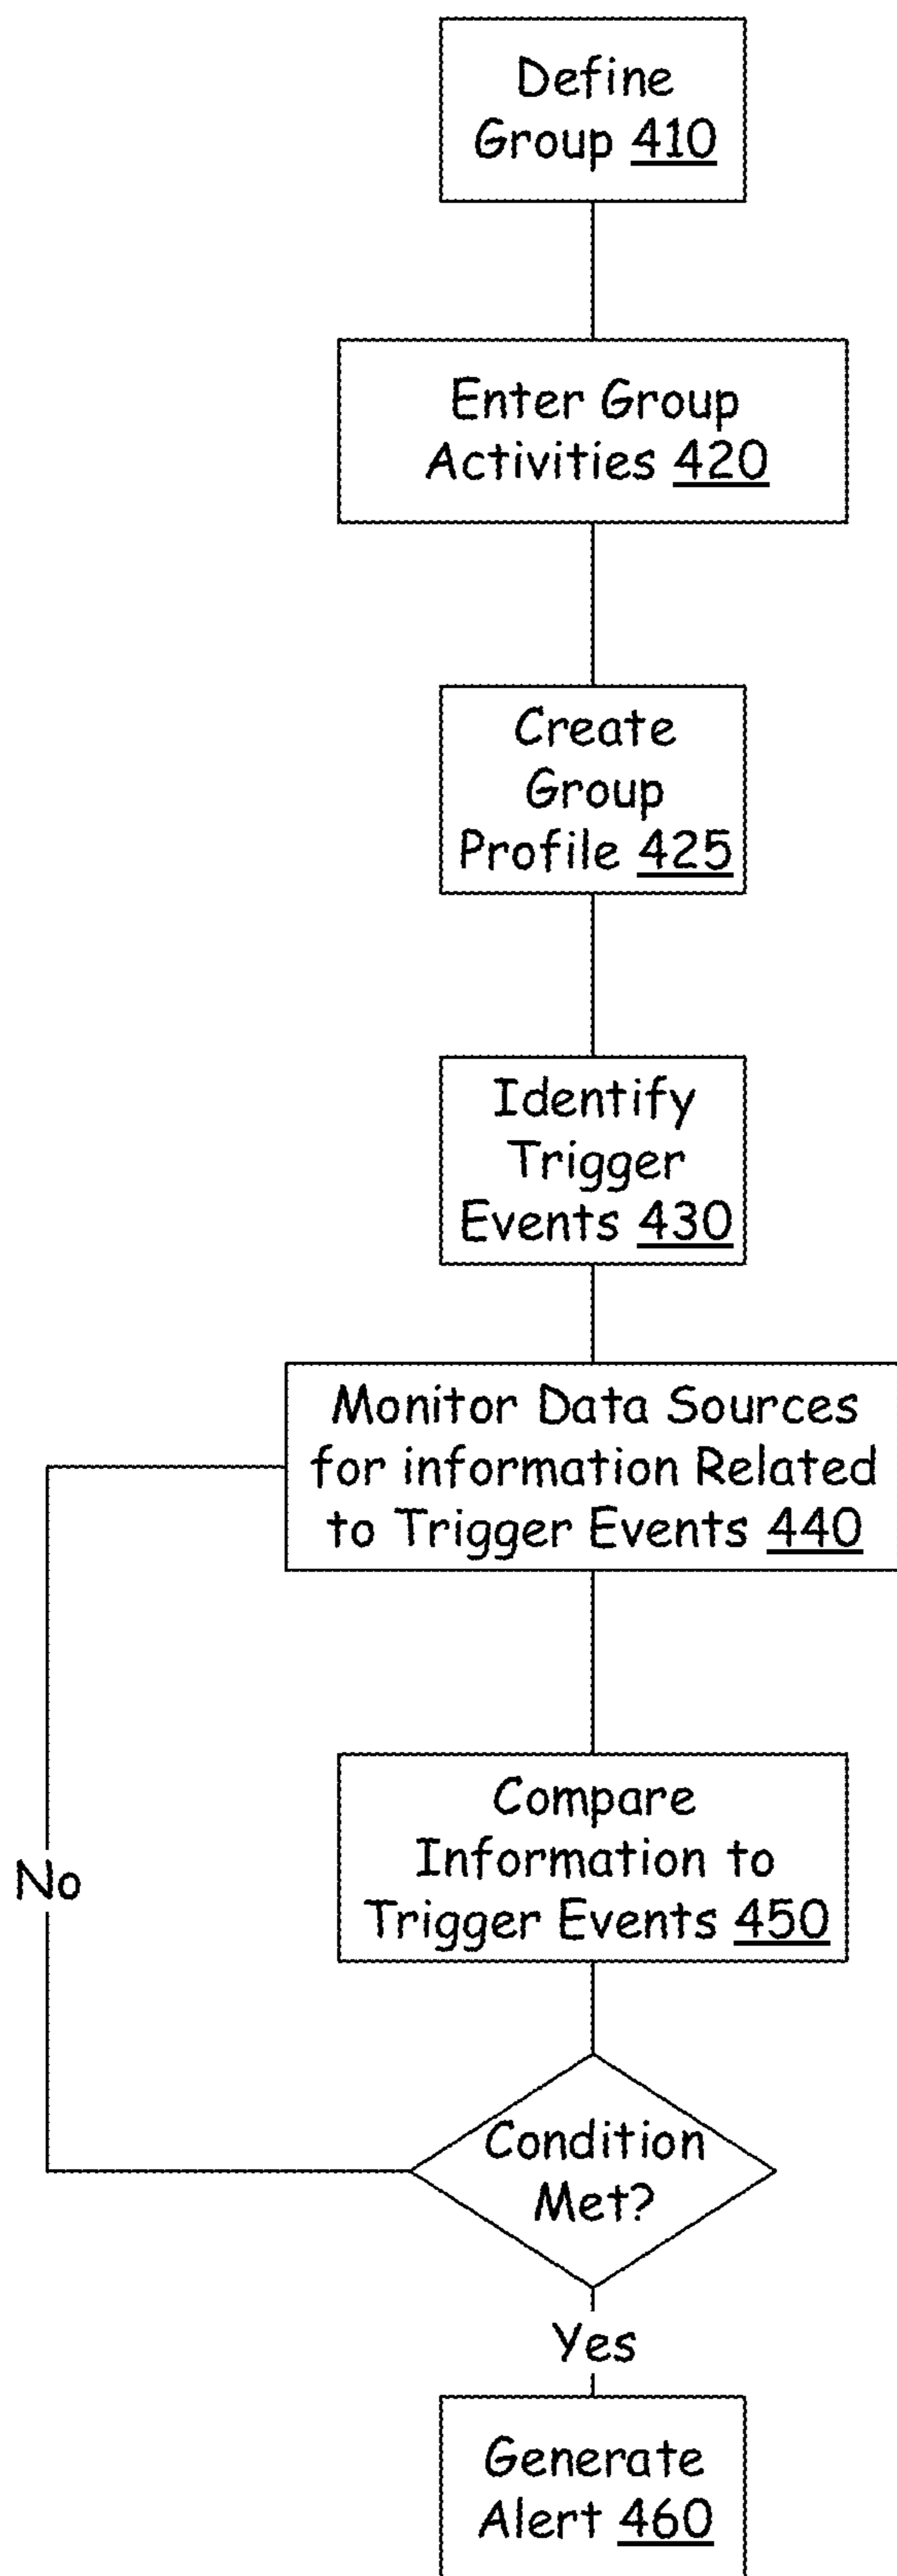 Define
Group 410
Enter Group
Activities 420
Create
Group
Profile 425
Identify
Trigger
Events 430
Monitor Data Sources
for information Related
to Trigger Events 440
Compare
Information to
Trigger Events 450
No
Condition
Met?
Yes
Generate
Alert 460